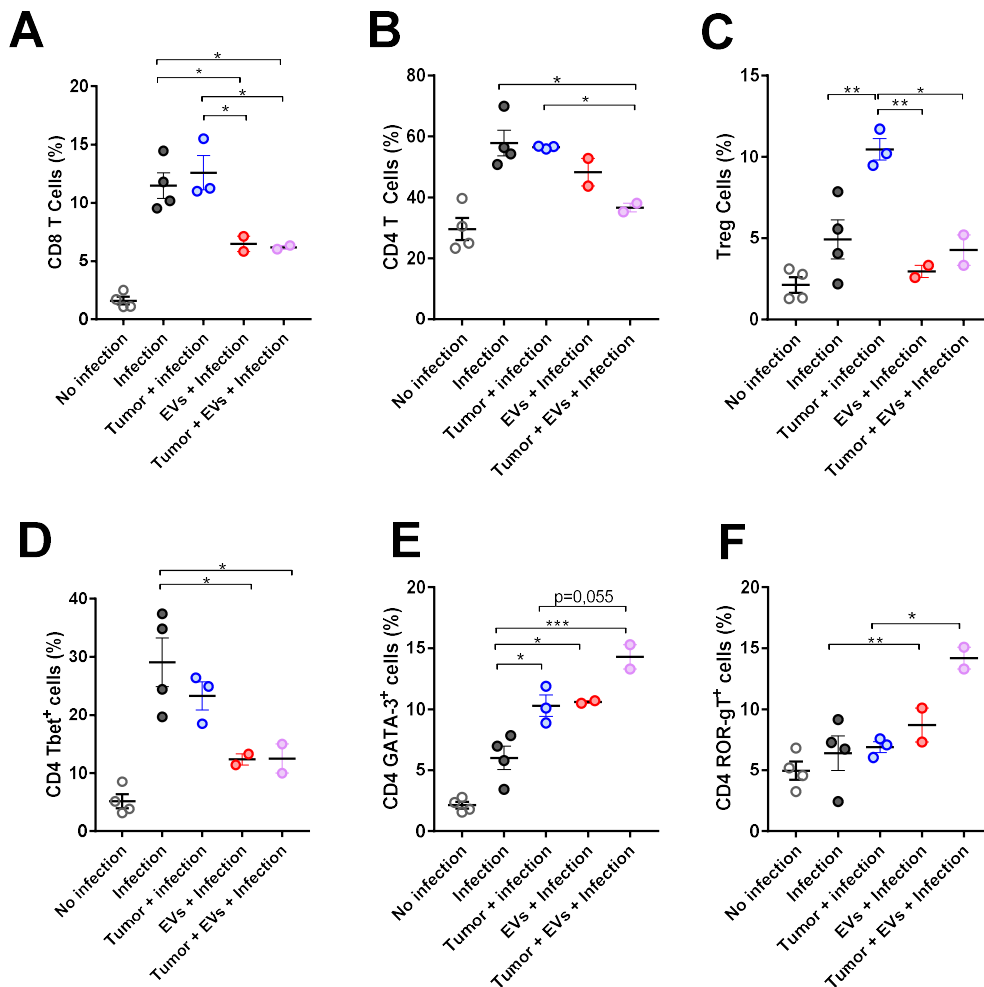 A
CD8 T Cells (%)
20
15
10
5
0
*
*
*
*
No infection
Infection
Tumor + infection
EVs + Infection
Tumor + EVs + Infection
B
CD4 T Cells (%)
80
60
40
20
0
*
*
No infection
Infection
Tumor + infection
EVs + Infection
Tumor + EVs + Infection
C
Treg Cells (%)
15
10
5
0
**
*
**
No infection
Infection
Tumor + infection
EVs + Infection
Tumor + EVs + Infection
D
CD4 Tbet⁺ cells (%)
40
30
20
10
0
*
*
No infection
Infection
Tumor + infection
EVs + Infection
Tumor + EVs + Infection
E
CD4 GATA-3⁺ cells (%)
20
15
10
5
0
p=0,055
***
*
*
No infection
Infection
Tumor + infection
EVs + Infection
Tumor + EVs + Infection
F
CD4 ROR-gT⁺ cells (%)
20
15
10
5
0
*
**
No infection
Infection
Tumor + infection
EVs + Infection
Tumor + EVs + Infection